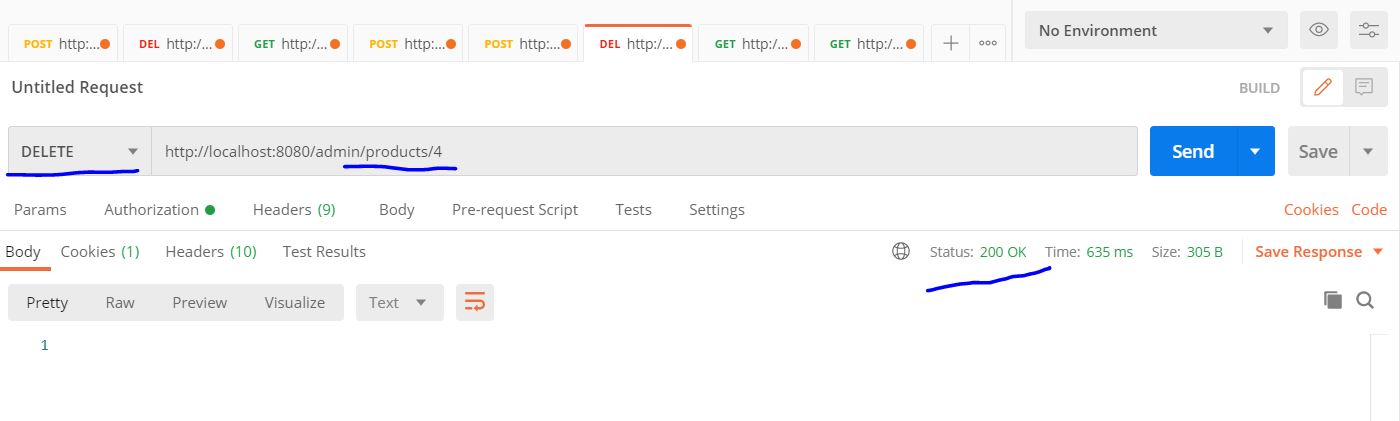 POST http:... DEL http:/... GET http:/... POST http:... POST http:... DEL http:/... GET http:/... GET http:/... No Environment
Untitled Request BUILD
DELETE http://localhost:8080/admin/products/4 Send Save
Params Authorization Headers (9) Body Pre-request Script Tests Settings Cookies Code
Body Cookies (1) Headers (10) Test Results Status: 200 OK Time: 635 ms Size: 305 B Save Response
Pretty Raw Preview Visualize Text
1